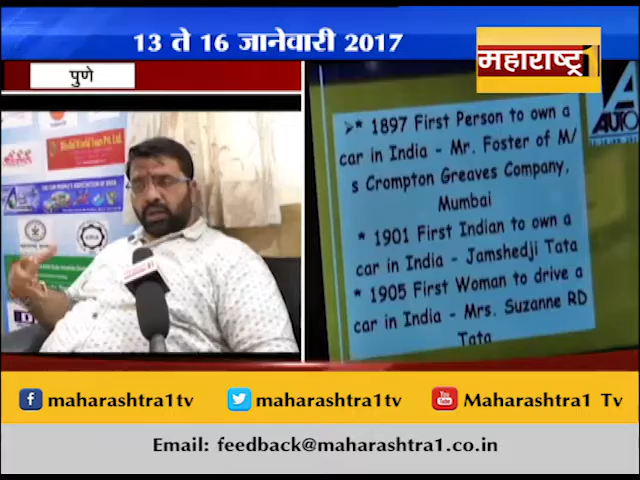 13 ते 16 जानेवारी 2017
महाराष्ट्र1
पुणे
AUTO
➢* 1897 First Person to own a
car in India - Mr. Foster of M/
s Crompton Greaves Company,
Mumbai
* 1901 First Indian to own a
car in India - Jamshedji Tata
* 1905 First Woman to drive a
car in India - Mrs. Suzanne RD
Tata
maharashtra1tv
maharashtra1tv
Maharashtra1 Tv
Email: feedback@maharashtra1.co.in